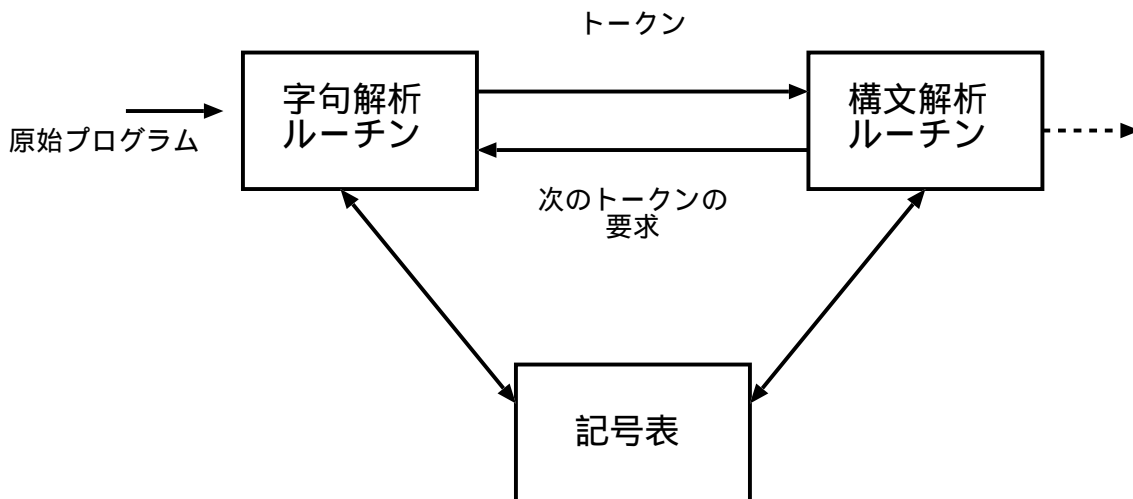 トークン
字句解析
ルーチン
構文解析
ルーチン
原始プログラム
次のトークンの
要求
記号表